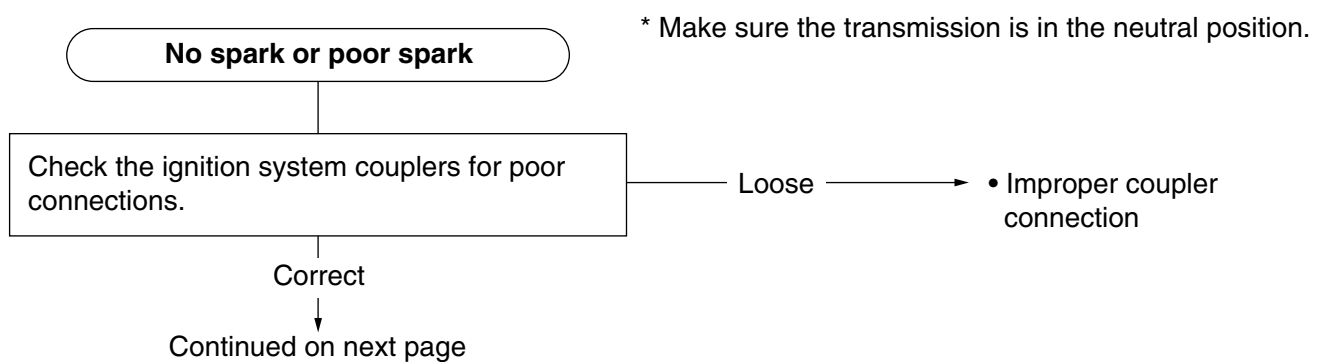 * Make sure the transmission is in the neutral position.
No spark or poor spark
Check the ignition system couplers for poor
connections.
Loose
• Improper coupler
connection
Correct
Continued on next page